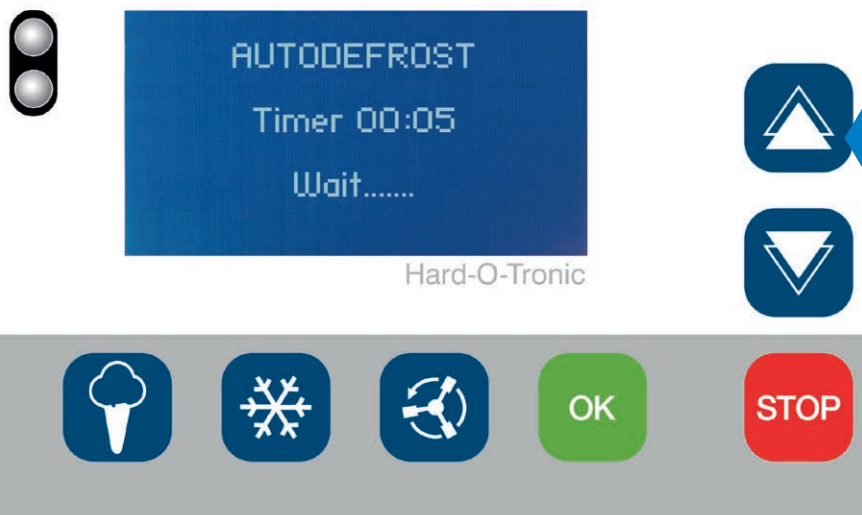 AUTODEFROST
Timer 00:05
Wait.......
Hard-O-Tronic
OK
STOP